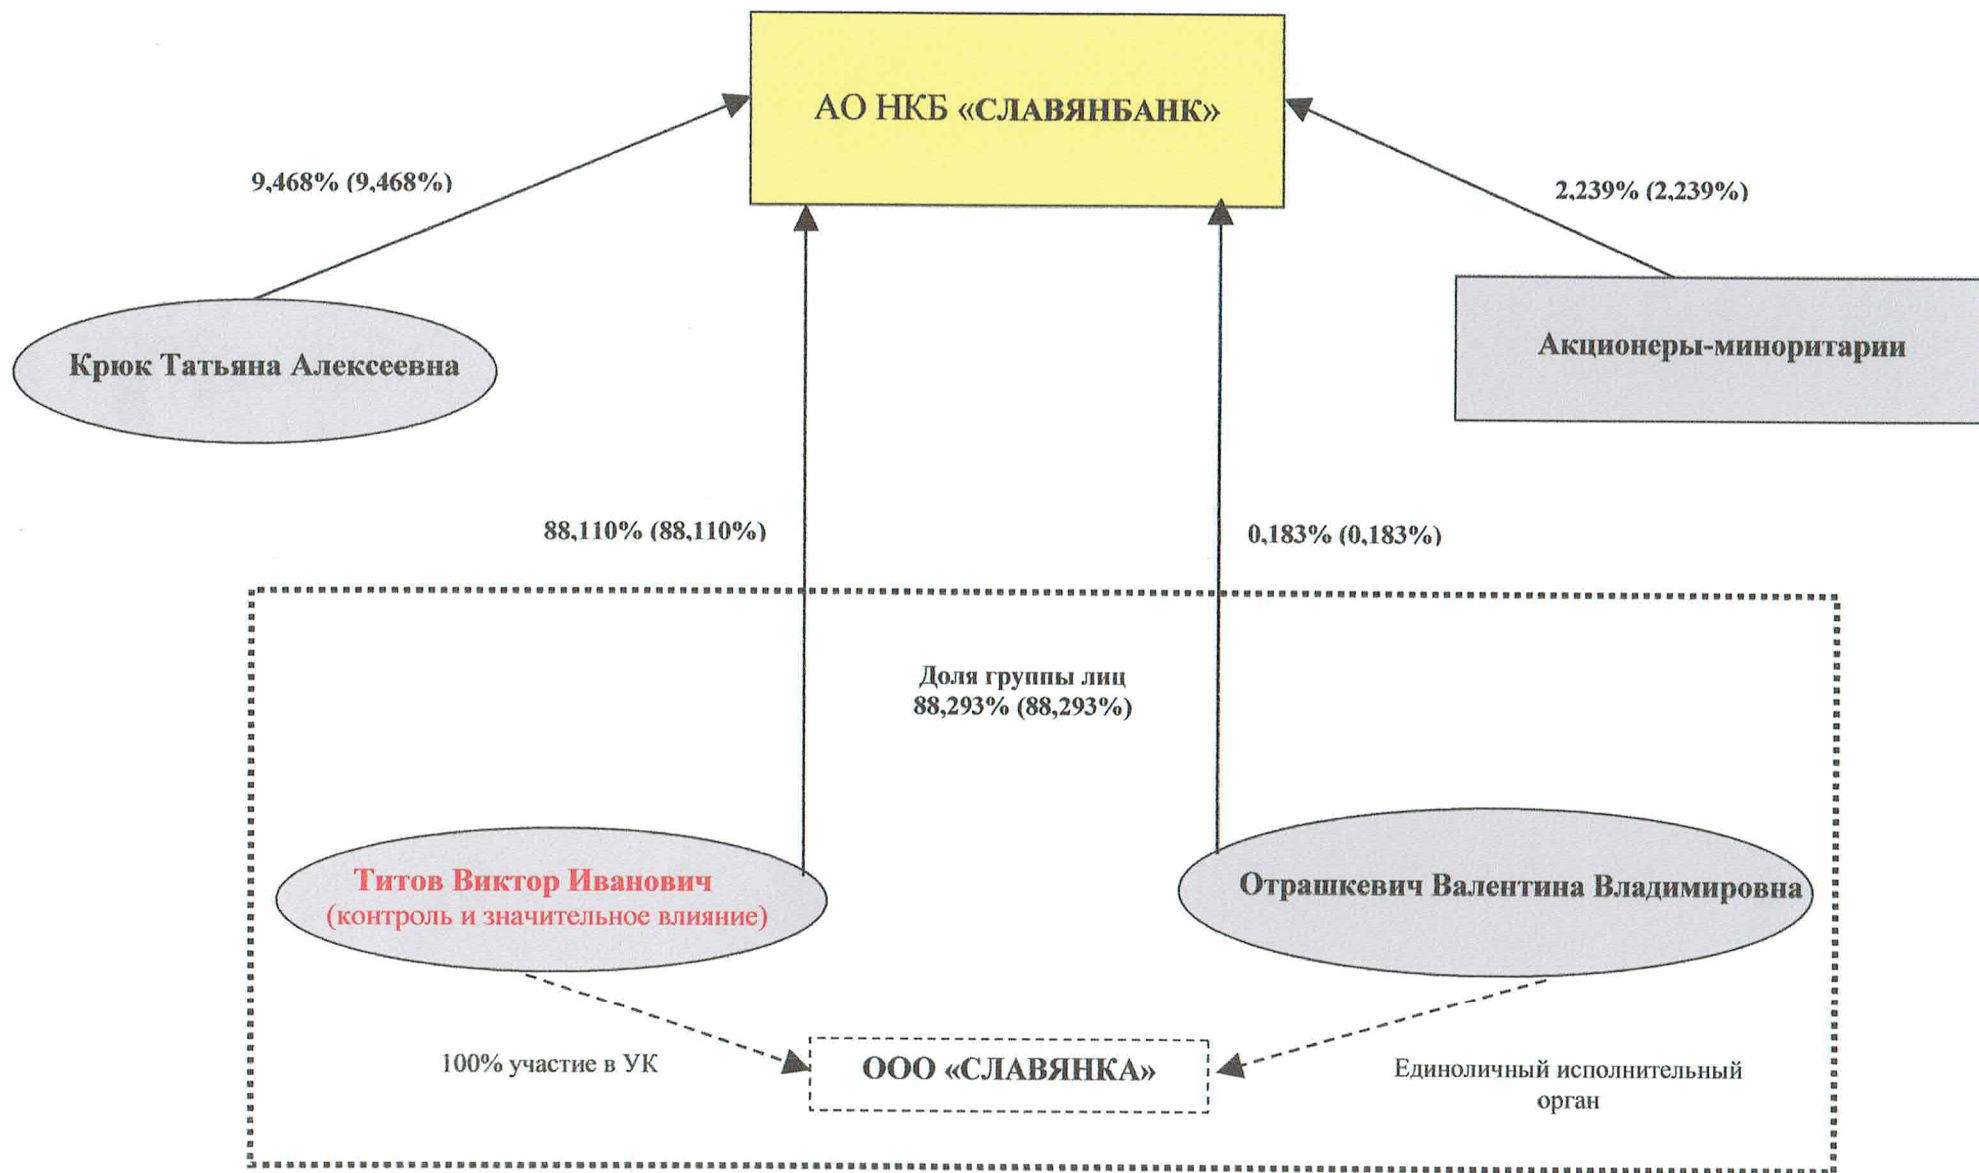 АО НКБ «СЛАВЯНБАНК»
9,468% (9,468%)
2,239% (2,239%)
Крюк Татьяна Алексеевна
Акционеры-миноритарии
88,110% (88,110%)
0,183% (0,183%)
Доля группы лиц
88,293% (88,293%)
Титов Виктор Иванович
(контроль и значительное влияние)
Отрашкевич Валентина Владимировна
100% участие в УК
ООО «СЛАВЯНКА»
Единоличный исполнительный
орган